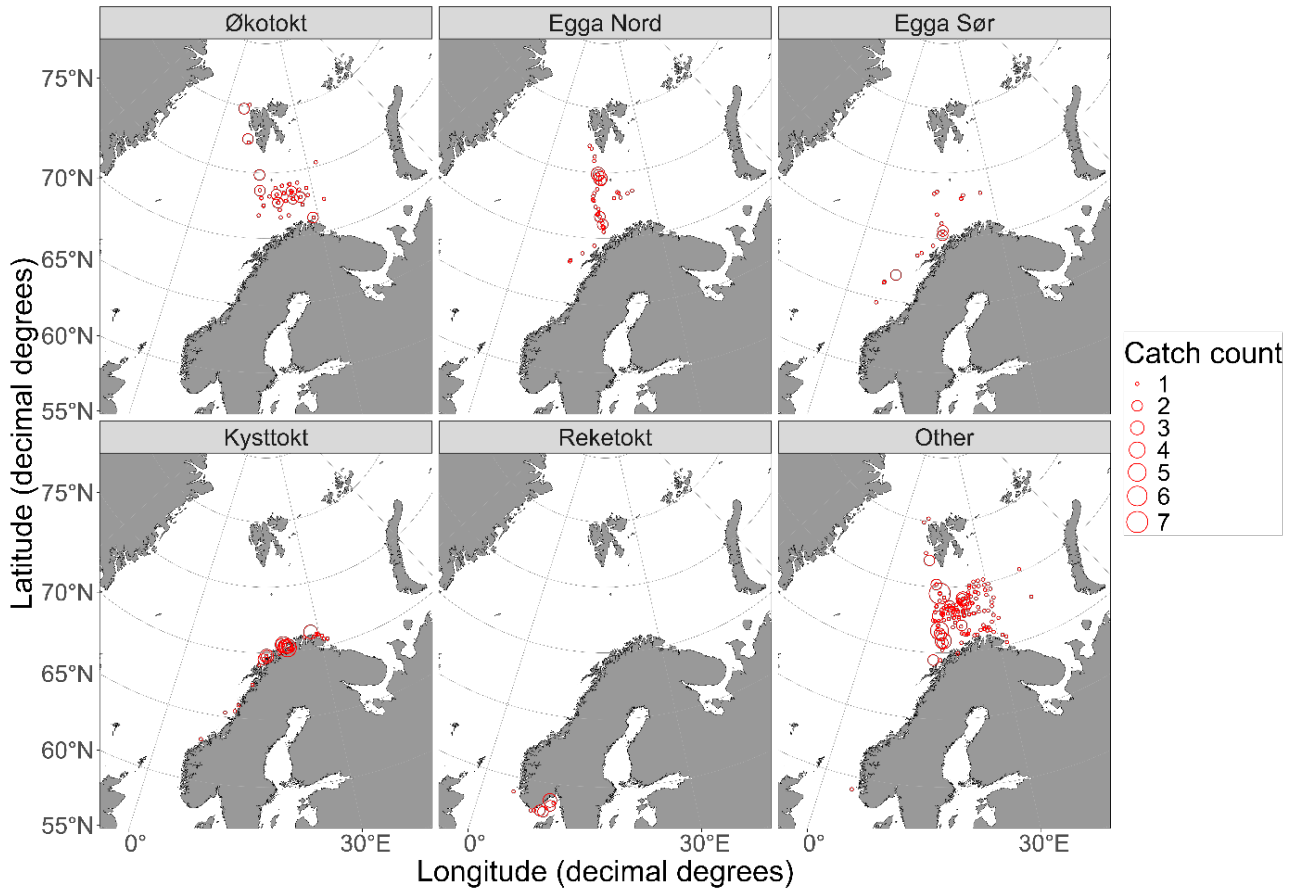 Økotokt
Egga Nord
Egga Sør
75°N
70°N
65°N
60°N
55°N
Kysttokt
Reketokt
Other
75°N
70°N
65°N
60°N
55°N
0°
30°E
0°
30°E
0°
30°E
Longitude (decimal degrees)
Latitude (decimal degrees)
Catch count
1
2
3
4
5
6
7